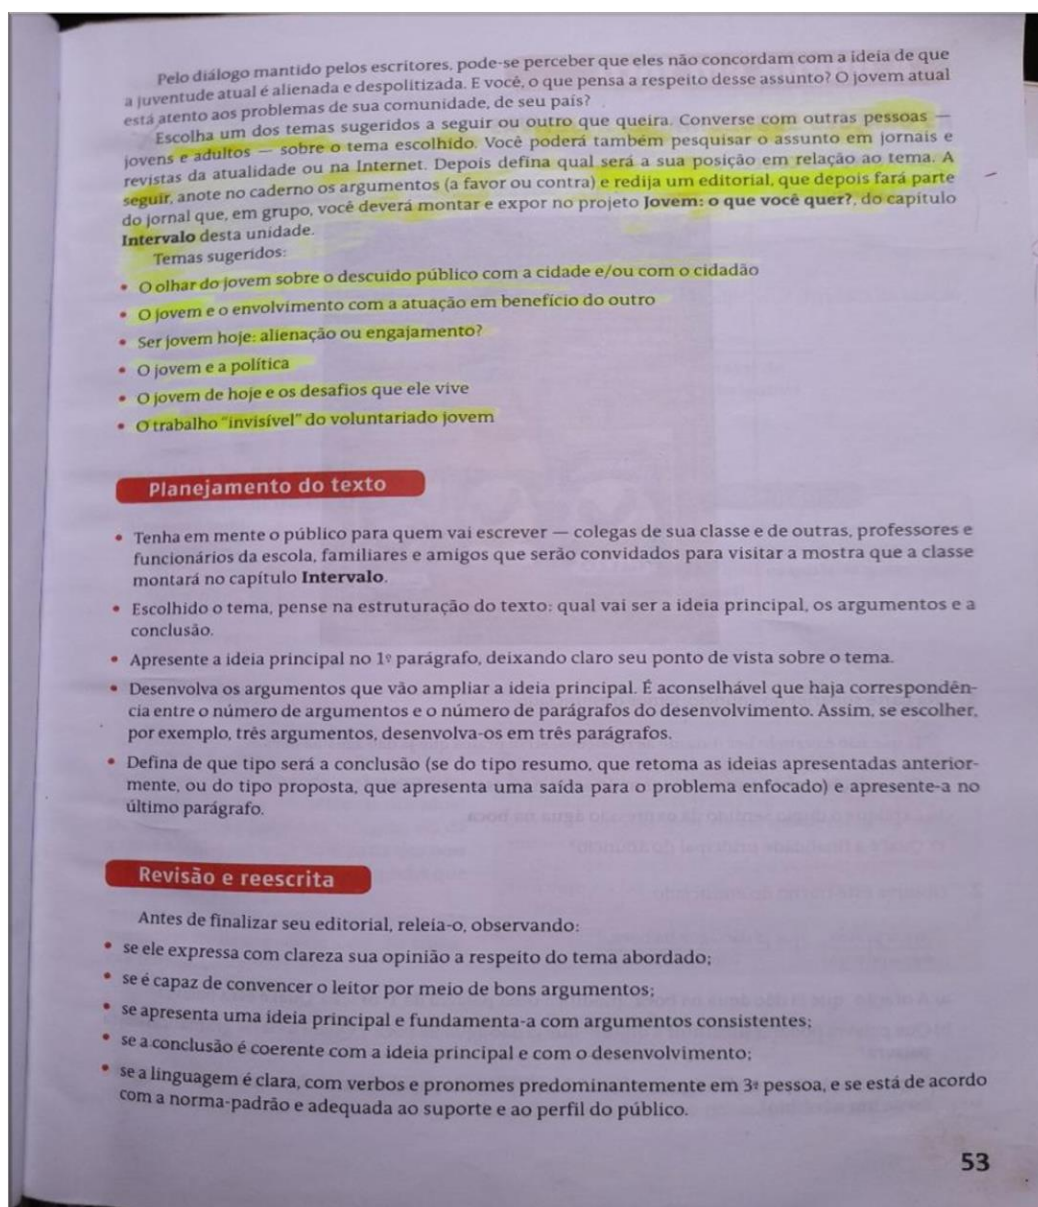 Pelo diálogo mantido pelos escritores, pode-se perceber que eles não concordam com a ideia de que
a juventude atual é alienada e despolitizada. E você, o que pensa a respeito desse assunto? O jovem atual
está atento aos problemas de sua comunidade, de seu país?
Escolha um dos temas sugeridos a seguir ou outro que queira. Converse com outras pessoas —
jovens e adultos — sobre o tema escolhido. Você poderá também pesquisar o assunto em jornais e
revistas da atualidade ou na Internet. Depois defina qual será a sua posição em relação ao tema. A
seguir, anote no caderno os argumentos (a favor ou contra) e redija um editorial, que depois fará parte
do jornal que, em grupo, você deverá montar e expor no projeto Jovem: o que você quer?, do capítulo
Intervalo desta unidade.
Temas sugeridos:
• O olhar do jovem sobre o descuido público com a cidade e/ou com o cidadão
• O jovem e o envolvimento com a atuação em benefício do outro
• Ser jovem hoje: alienação ou engajamento?
• O jovem e a política
• O jovem de hoje e os desafios que ele vive
• O trabalho "invisível" do voluntariado jovem
Planejamento do texto
• Tenha em mente o público para quem vai escrever — colegas de sua classe e de outras, professores e
funcionários da escola, familiares e amigos que serão convidados para visitar a mostra que a classe
montará no capítulo Intervalo.
• Escolhido o tema, pense na estruturação do texto: qual vai ser a ideia principal, os argumentos e a
conclusão.
• Apresente a ideia principal no 1º parágrafo, deixando claro seu ponto de vista sobre o tema.
• Desenvolva os argumentos que vão ampliar a ideia principal. É aconselhável que haja correspondên-
cia entre o número de argumentos e o número de parágrafos do desenvolvimento. Assim, se escolher,
por exemplo, três argumentos, desenvolva-os em três parágrafos.
• Defina de que tipo será a conclusão (se do tipo resumo, que retoma as ideias apresentadas anterior-
mente, ou do tipo proposta, que apresenta uma saída para o problema enfocado) e apresente-a no
último parágrafo.
Revisão e reescrita
Antes de finalizar seu editorial, releia-o, observando:
• se ele expressa com clareza sua opinião a respeito do tema abordado;
• se é capaz de convencer o leitor por meio de bons argumentos;
• se apresenta uma ideia principal e fundamenta-a com argumentos consistentes;
• se a conclusão é coerente com a ideia principal e com o desenvolvimento;
• se a linguagem é clara, com verbos e pronomes predominantemente em 3ª pessoa, e se está de acordo
com a norma-padrão e adequada ao suporte e ao perfil do público.
53